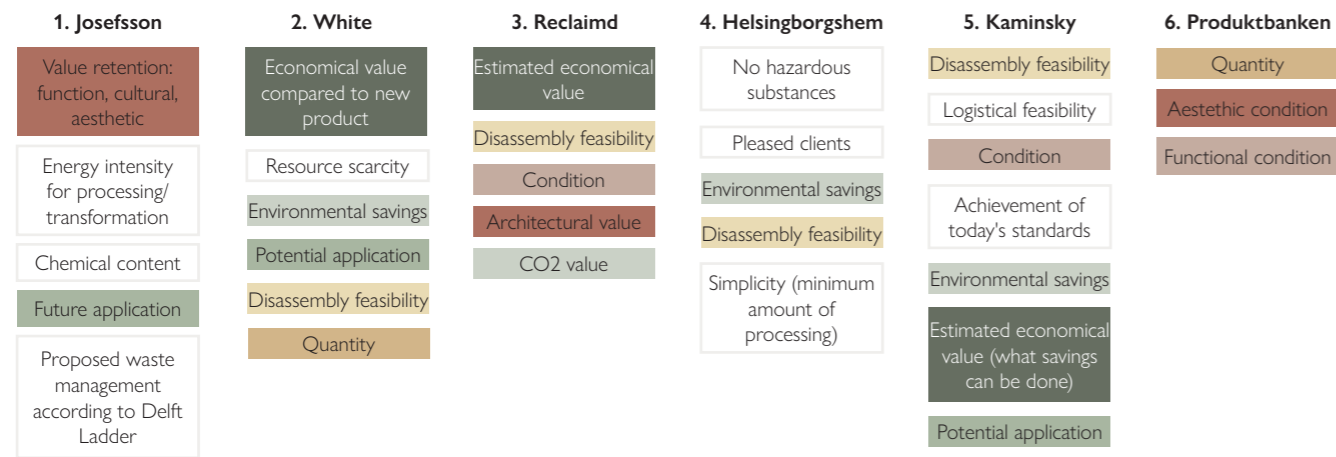 1. Josefsson
Value retention:
function, cultural,
aesthetic
Energy intensity
for processing/
transformation
Chemical content
Future application
Proposed waste
management
according to Delft
Ladder
2. White
Economical value
compared to new
product
Resource scarcity
Environmental savings
Potential application
Disassembly feasibility
Quantity
3. Reclaimd
Estimated economical
value
Disassembly feasibility
Condition
Architectural value
CO2 value
4. Helsingborgshem
No hazardous
substances
Pleased clients
Environmental savings
Disassembly feasibility
Simplicity (minimum
amount of
processing)
5. Kaminsky
Disassembly feasibility
Logistical feasibility
Condition
Achievement of
today's standards
Environmental savings
Estimated economical
value (what savings
can be done)
Potential application
6. Produktbanken
Quantity
Aestethic condition
Functional condition